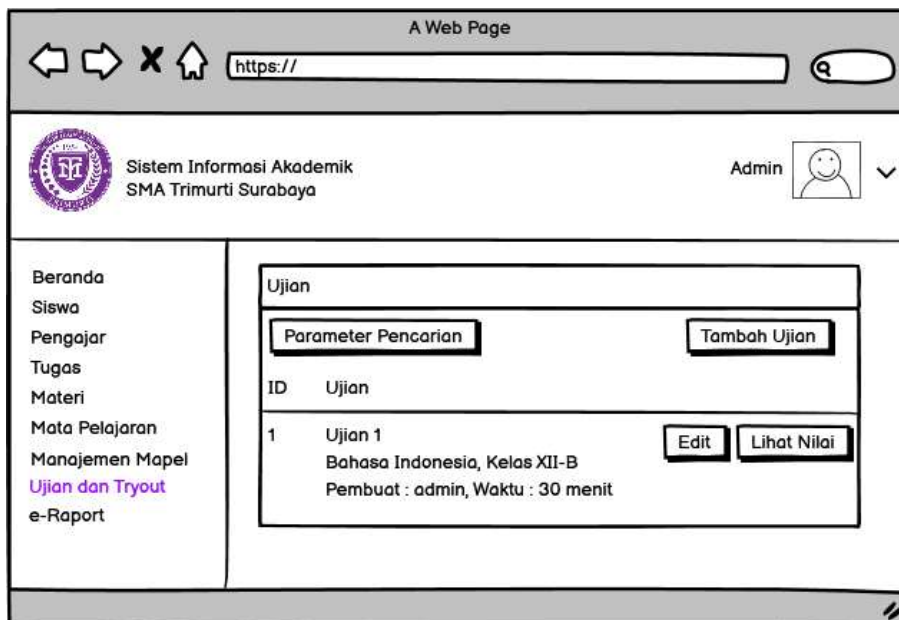 A Web Page
https://
Sistem Informasi Akademik
SMA Trimurti Surabaya
Admin
Beranda
Siswa
Pengajar
Tugas
Materi
Mata Pelajaran
Manajemen Mapel
Ujian dan Tryout
e-Raport
Ujian
Parameter Pencarian
Tambah Ujian
ID Ujian
1 Ujian 1
Edit Lihat Nilai
Bahasa Indonesia, Kelas XII-B
Pembuat : admin, Waktu : 30 menit